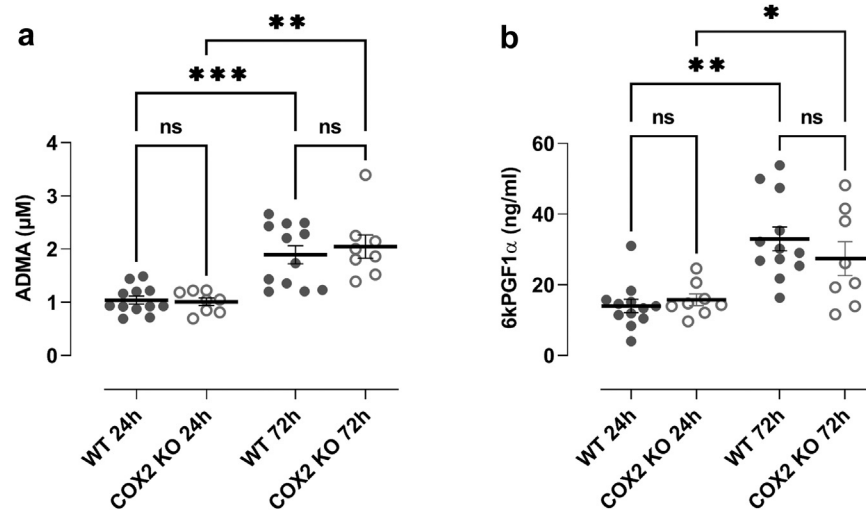 a
**
***
ns
ns
4
3
2
1
0
ADMA (µM)
WT 24h
COX2 KO 24h
WT 72h
COX2 KO 72h
b
*
**
ns
ns
60
40
20
0
6kPGF1α (ng/ml)
WT 24h
COX2 KO 24h
WT 72h
COX2 KO 72h